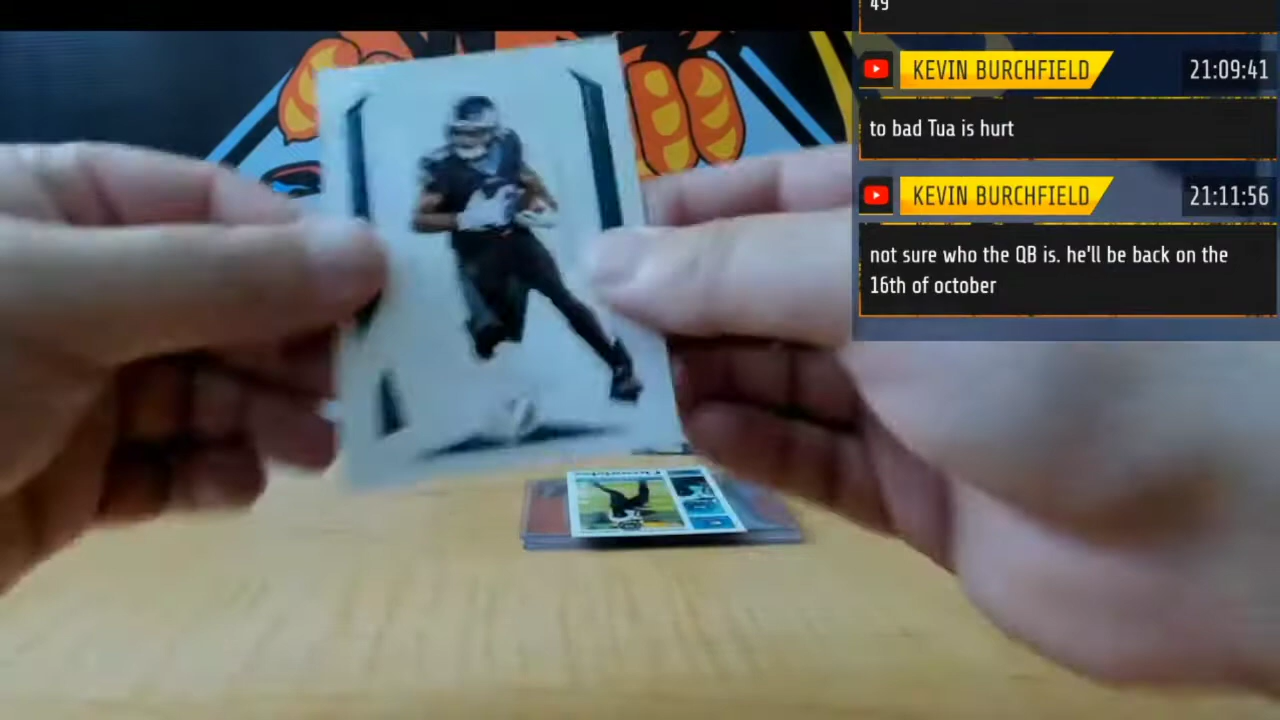 49
KEVIN BURCHFIELD
21:09:41
to bad Tua is hurt
KEVIN BURCHFIELD
21:11:56
not sure who the QB is. he'll be back on the
16th of october